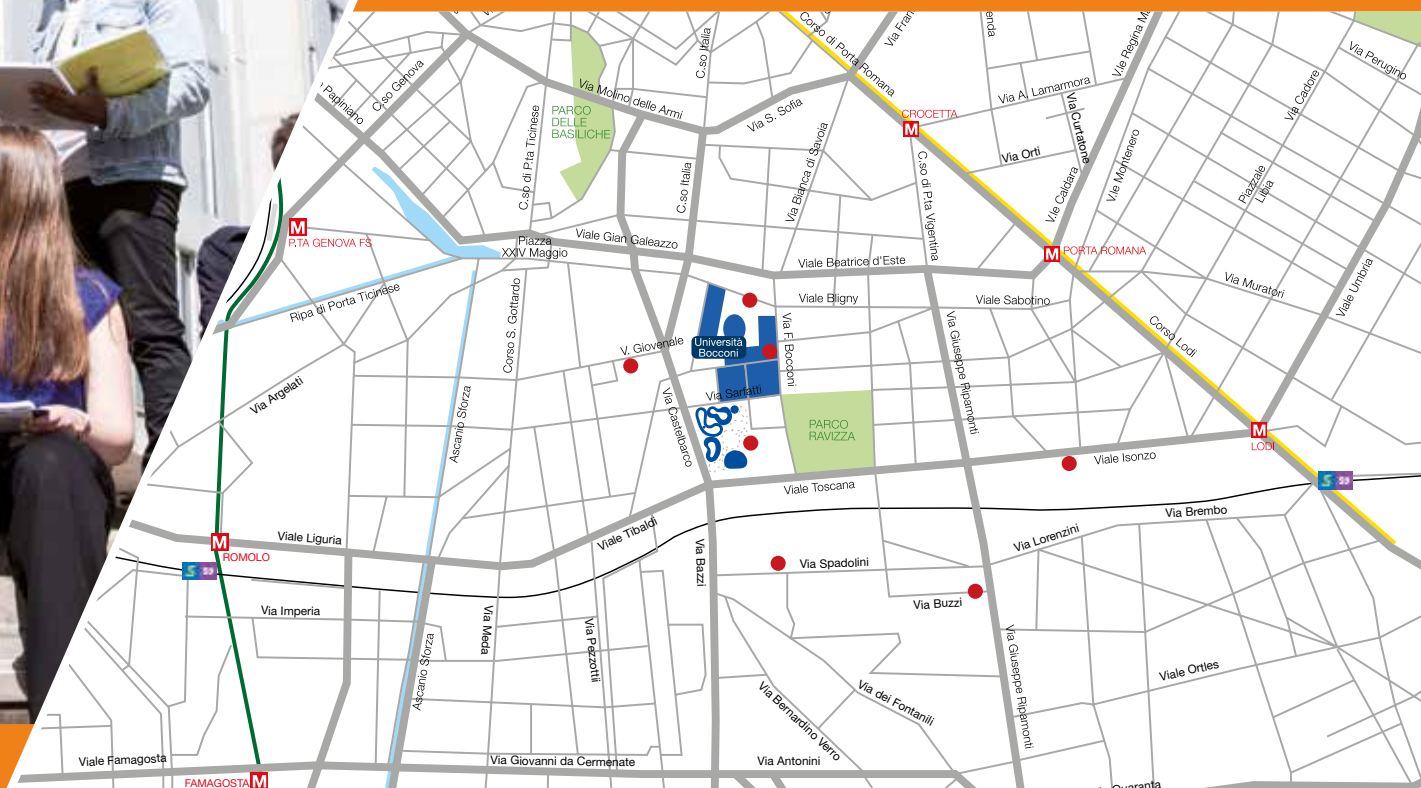 Corso di Porta Romana
C.so Italia
C.so Genova
Via Perugino
Via Cadore
Via A. Lamarmora
Via Molino delle Armi
Papiniano
PARCO
DELLE
BASILICHE
Via S. Sofia
CROCETTA
M
Via Curtatone
C.so di P.ta Ticinese
Via Orti
C.so Italia
Via Bianca di Savoia
C.so di P.ta Vigentina
V.le Caldara
V.le Montenero
Piazzale
Libia
M
P.TA GENOVA FS
Piazza
XXIV Maggio
Viale Gian Galeazzo
M
PORTA ROMANA
Viale Beatrice d'Este
Ripa di Porta Ticinese
Corso S. Gottardo
Viale Bligny
Viale Sabotino
Via Muratori
Viale Umbria
V. Giovenale
Università
Bocconi
Via F. Bocconi
Via Giuseppe Ripamonti
Corso Lodi
Via Argelati
Ascanio Sforza
Via Castelbarco
Via Sarfatti
PARCO
RAVIZZA
M
LODI
Viale Isonzo
Viale Toscana
S S9
Viale Liguria
Viale Tibaldi
Via Brembo
M
ROMOLO
Via Lorenzini
S S9
Via Bazzi
Via Spadolini
Via Imperia
Via Buzzi
Via Meda
Via Pezzottii
Ascanio Sforza
Via Giuseppe Ripamonti
Viale Ortles
Via Bernardino Verro
Via dei Fontanili
Viale Famagosta
Via Giovanni da Cermenate
Via Antonini
FAMAGOSTA
M